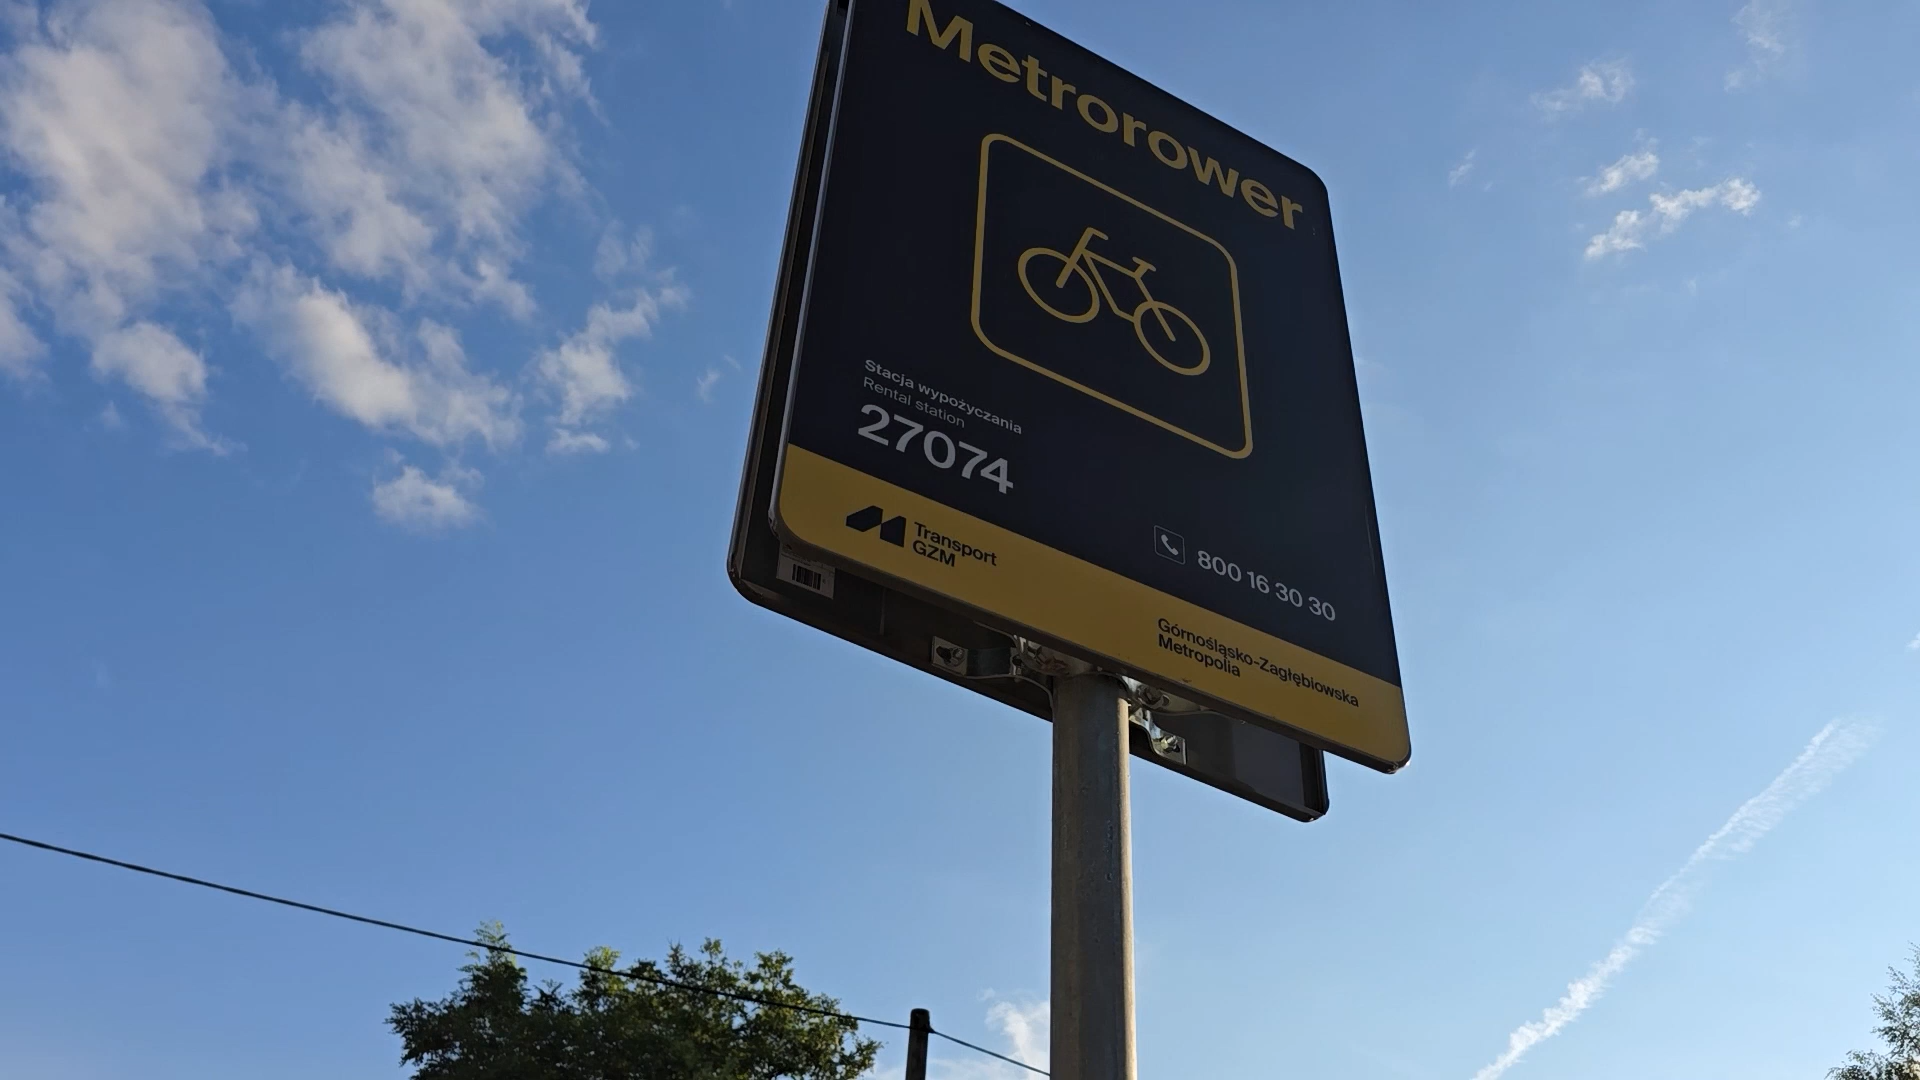 Metrorower
Stacja wypożyczania
Rental station
27074
800 16 30 30
Transport
GZM
Górnośląsko-Zagłębiowska
Metropolia